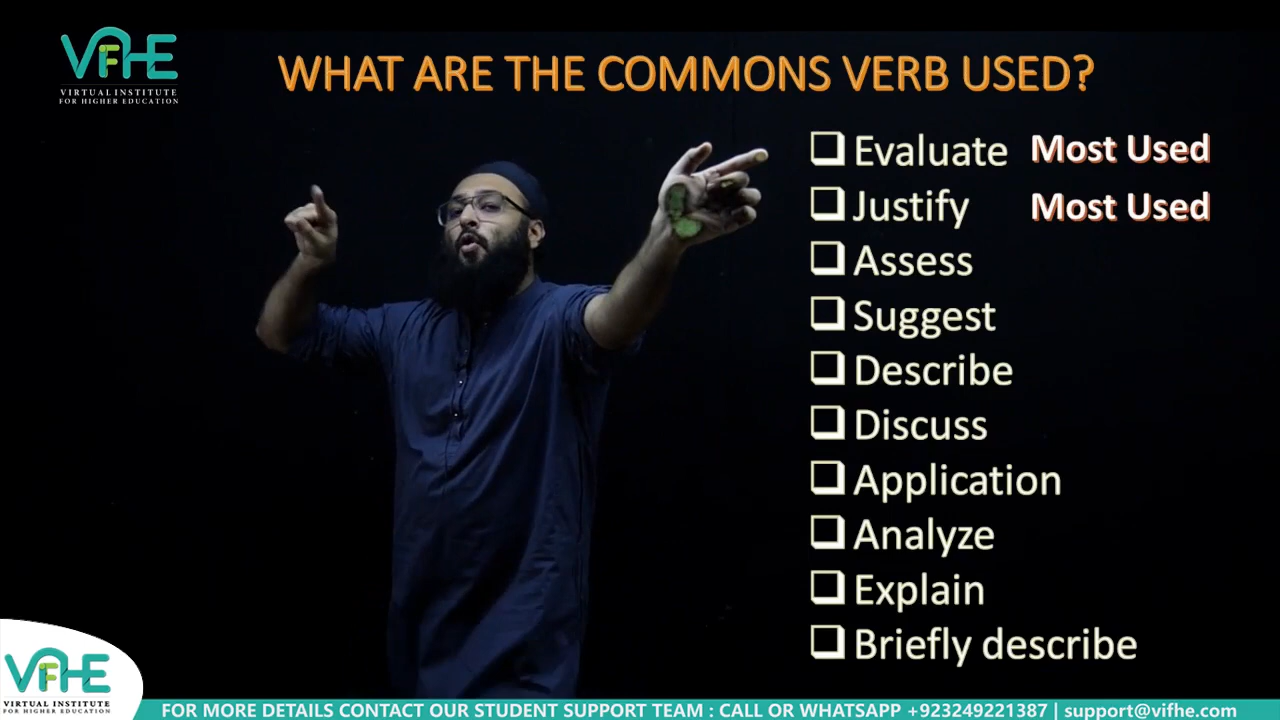 VIFHE
VIRTUAL INSTITUTE
FOR HIGHER EDUCATION
WHAT ARE THE COMMONS VERB USED?
Evaluate Most Used
Justify Most Used
Assess
Suggest
Describe
Discuss
Application
Analyze
Explain
Briefly describe
VIFHE
VIRTUAL INSTITUTE
FOR HIGHER EDUCATION
FOR MORE DETAILS CONTACT OUR STUDENT SUPPORT TEAM : CALL OR WHATSAPP +923249221387 | support@vifhe.com